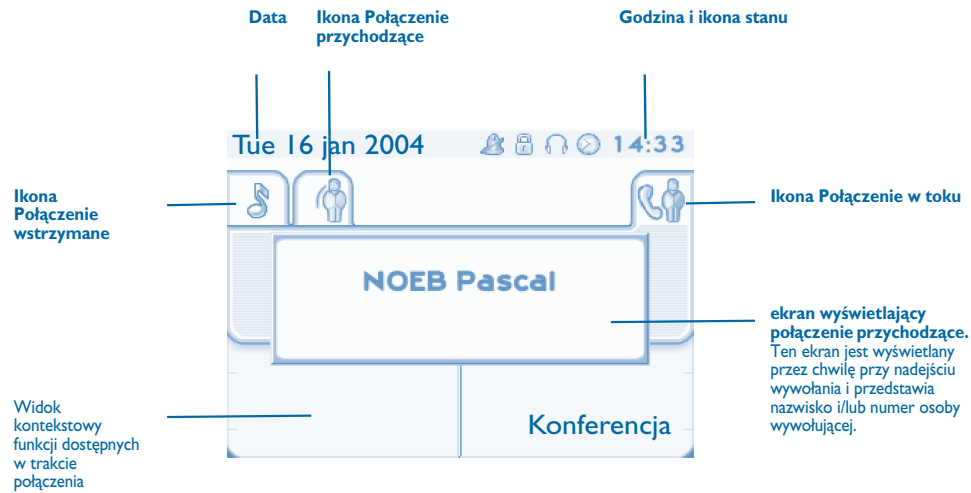 Data
Ikona Połączenie
przychodzące
Godzina i ikona stanu
Tue 16 jan 2004
14:33
Ikona
Połączenie
wstrzymane
Ikona Połączenie w toku
NOEB Pascal
ekran wyświetlający
połączenie przychodzące.
Ten ekran jest wyświetlany
przez chwilę przy nadejściu
wywołania i przedstawia
nazwisko i/lub numer osoby
wywołującej.
Widok
kontekstowy
funkcji dostępnych
w trakcie
połączenia
Konferencja